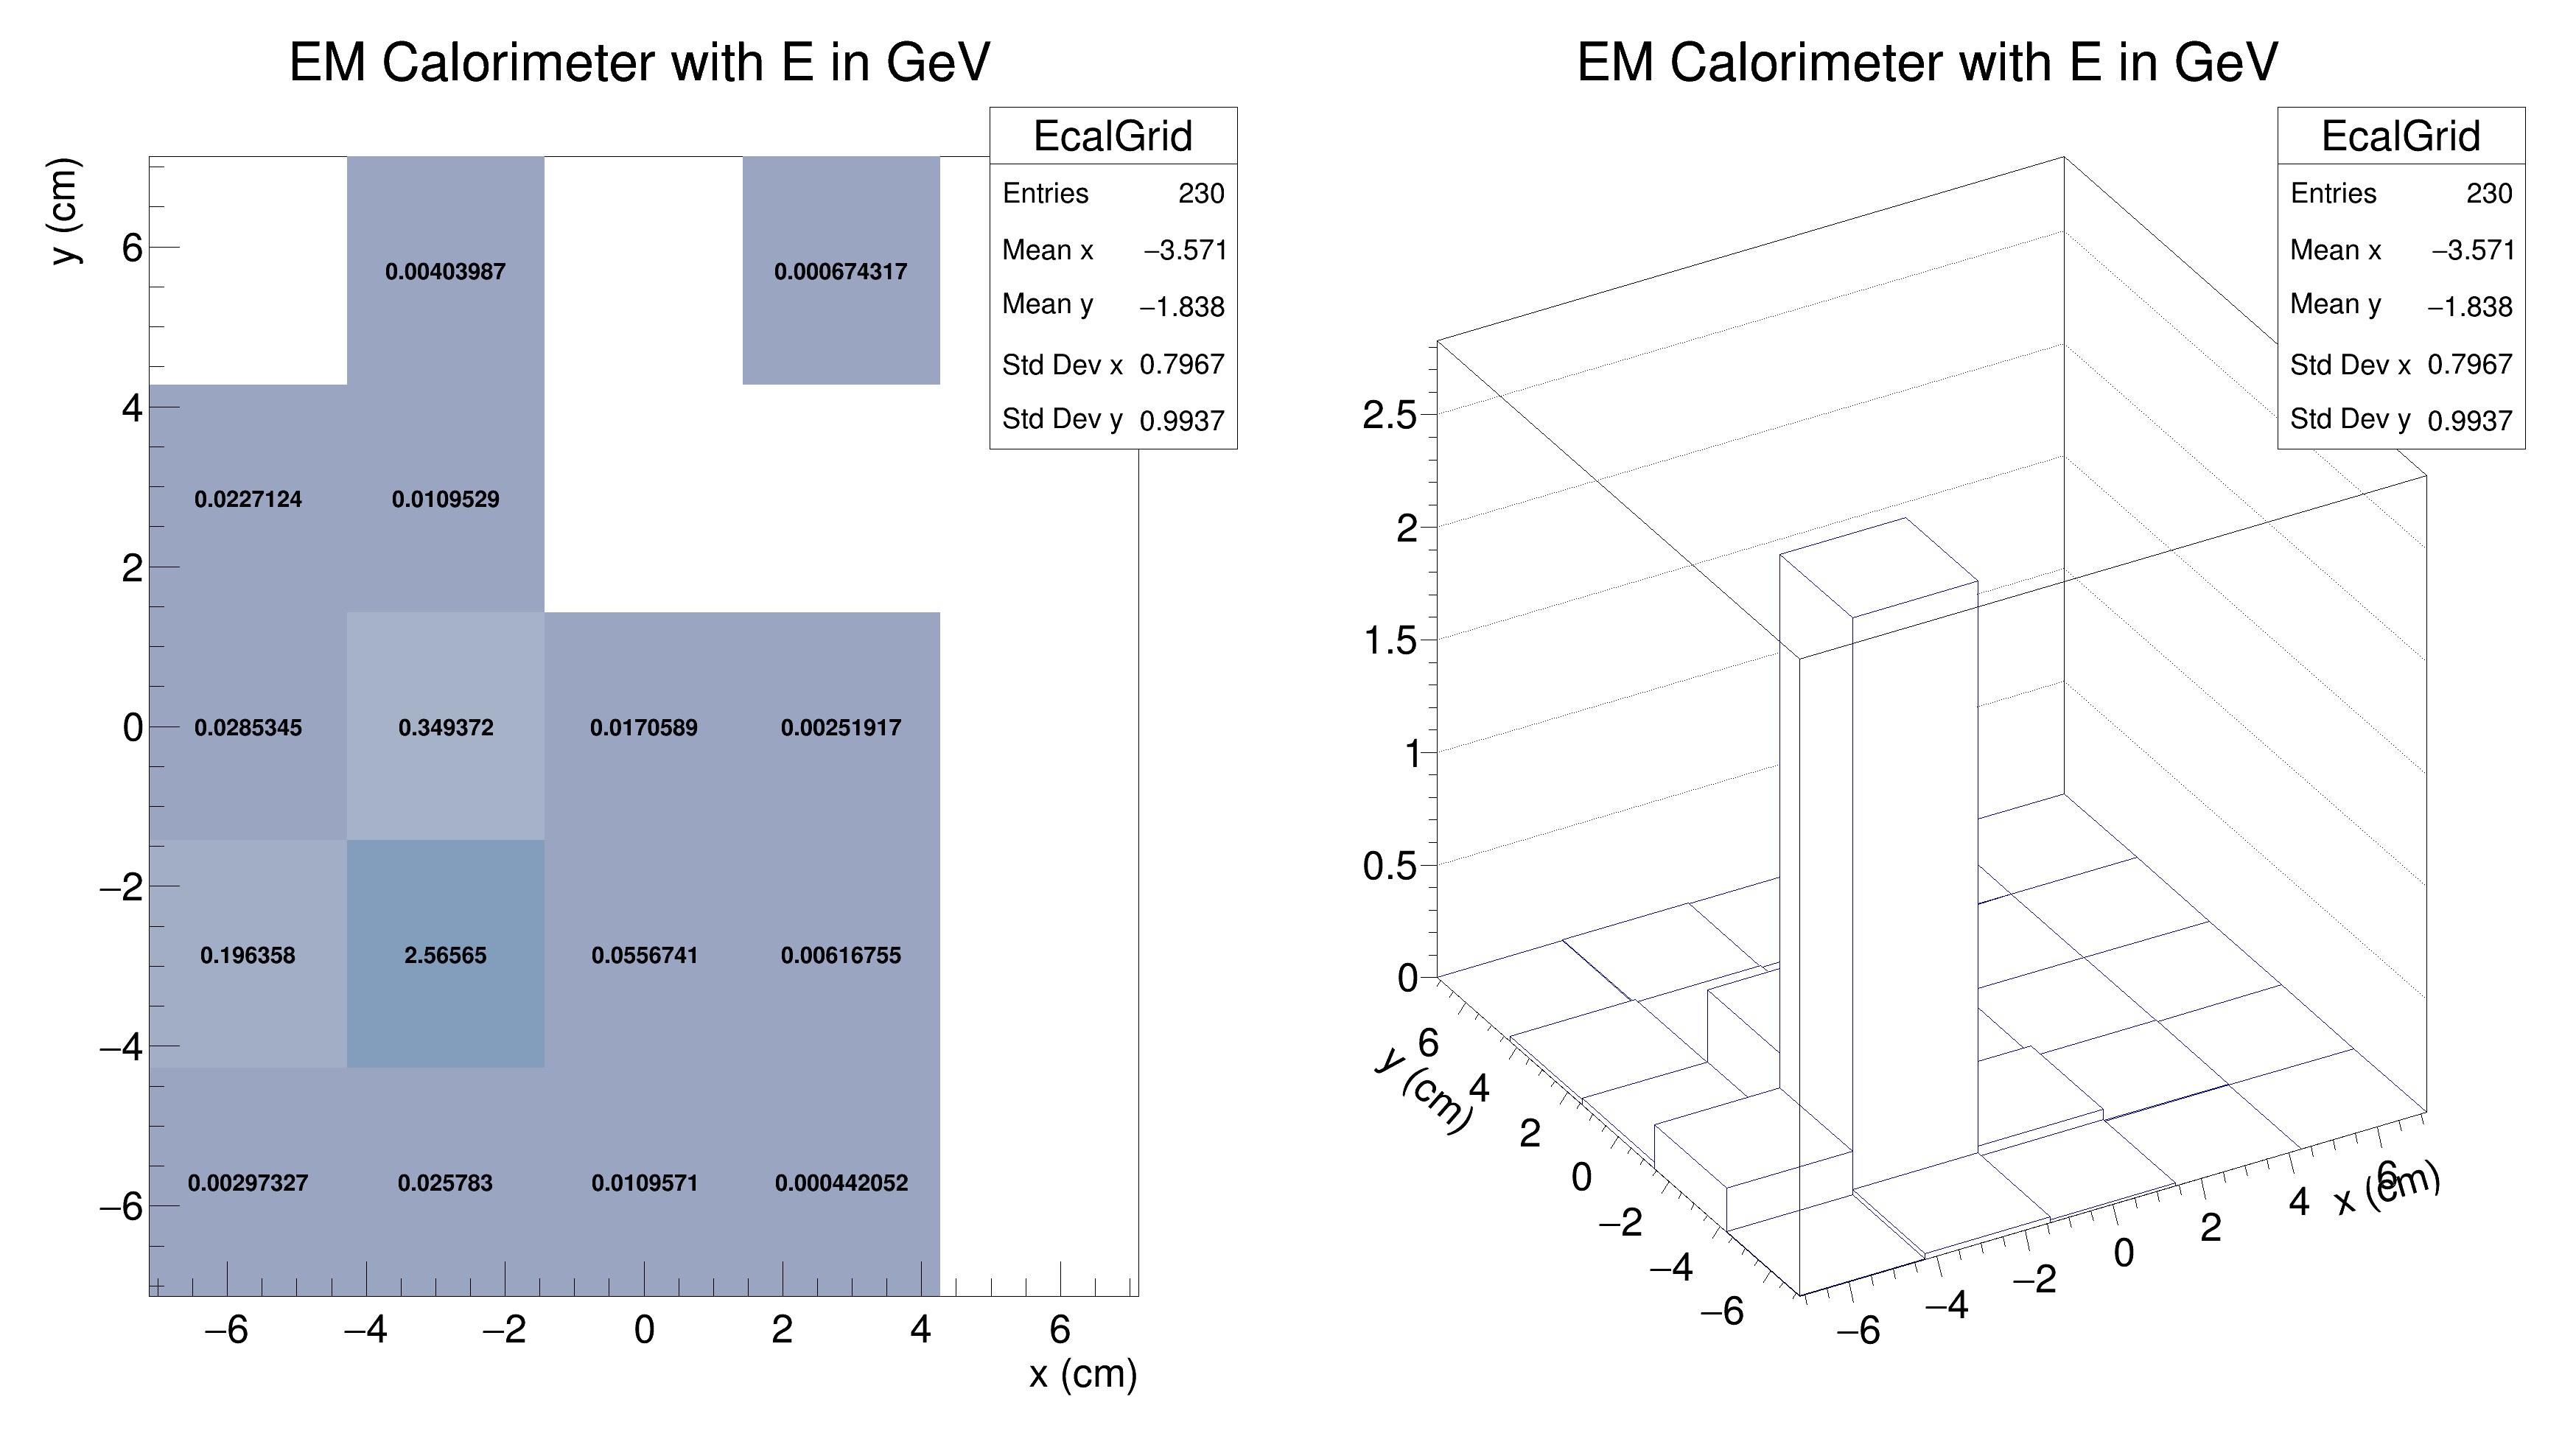 EM Calorimeter with E in GeV
EcalGrid
Entries 230
Mean x −3.571
Mean y −1.838
Std Dev x 0.7967
Std Dev y 0.9937
y (cm)
6
4
2
0
−2
−4
−6
0.00403987 0.000674317
0.0227124 0.0109529
0.0285345 0.349372 0.0170589 0.00251917
0.196358 2.56565 0.0556741 0.00616755
0.00297327 0.025783 0.0109571 0.000442052
−6 −4 −2 0 2 4 6
x (cm)
EM Calorimeter with E in GeV
EcalGrid
Entries 230
Mean x −3.571
Mean y −1.838
Std Dev x 0.7967
Std Dev y 0.9937
2.5
2
1.5
1
0.5
0
y (cm)
6
4
2
0
−2
−4
−6
−6 −4 −2 0 2 4 6
x (cm)